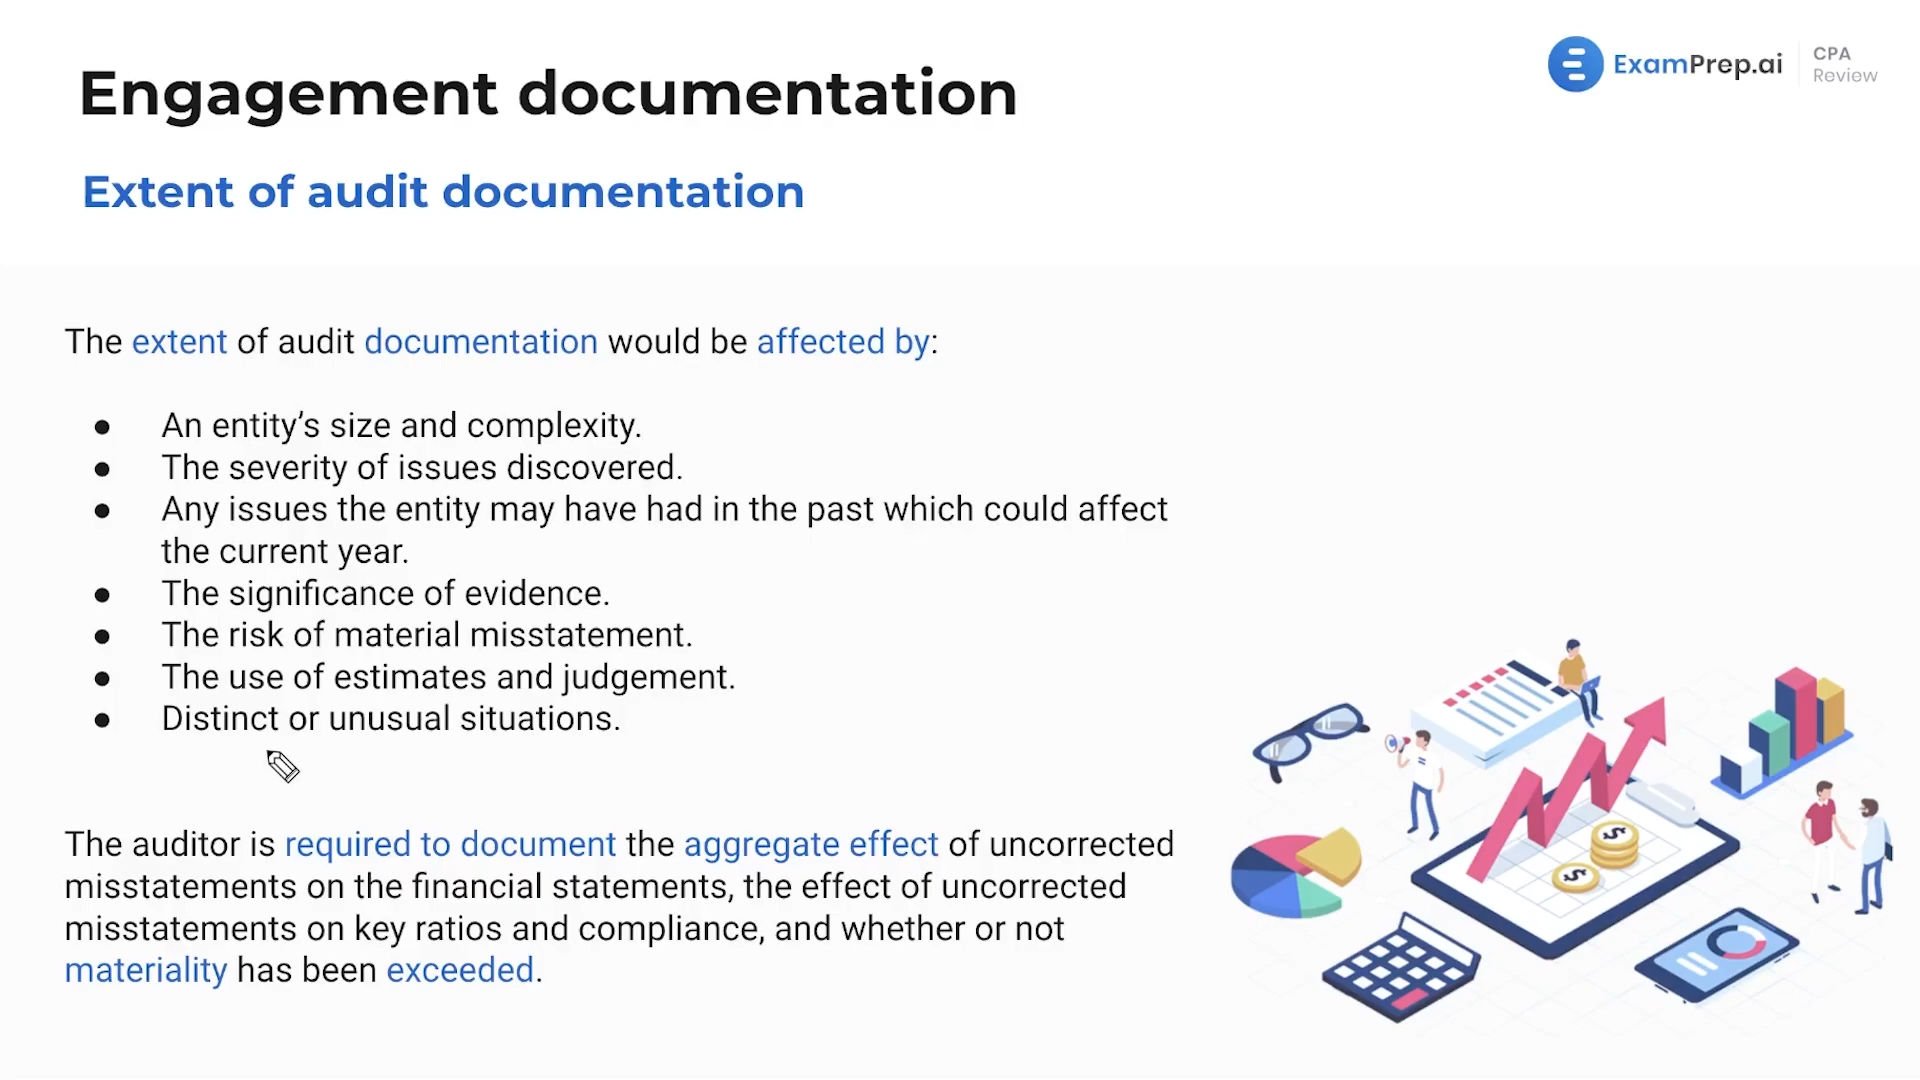 Engagement documentation
ExamPrep.ai
CPA
Review
Extent of audit documentation
The extent of audit documentation would be affected by:
● An entity’s size and complexity.
● The severity of issues discovered.
● Any issues the entity may have had in the past which could affect
the current year.
● The significance of evidence.
● The risk of material misstatement.
● The use of estimates and judgement.
● Distinct or unusual situations.
The auditor is required to document the aggregate effect of uncorrected
misstatements on the financial statements, the effect of uncorrected
misstatements on key ratios and compliance, and whether or not
materiality has been exceeded.